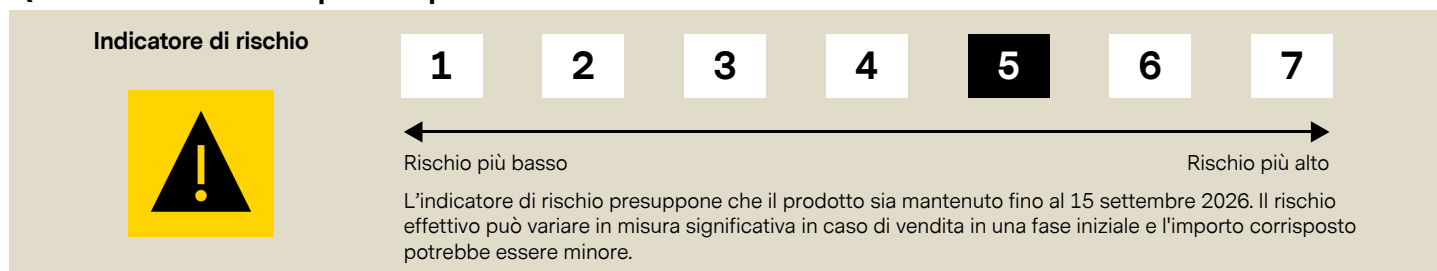 Indicatore di rischio
1 2 3 4 5 6 7
Rischio più basso Rischio più alto
L'indicatore di rischio presuppone che il prodotto sia mantenuto fino al 15 settembre 2026. Il rischio
effettivo può variare in misura significativa in caso di vendita in una fase iniziale e l'importo corrisposto
potrebbe essere minore.